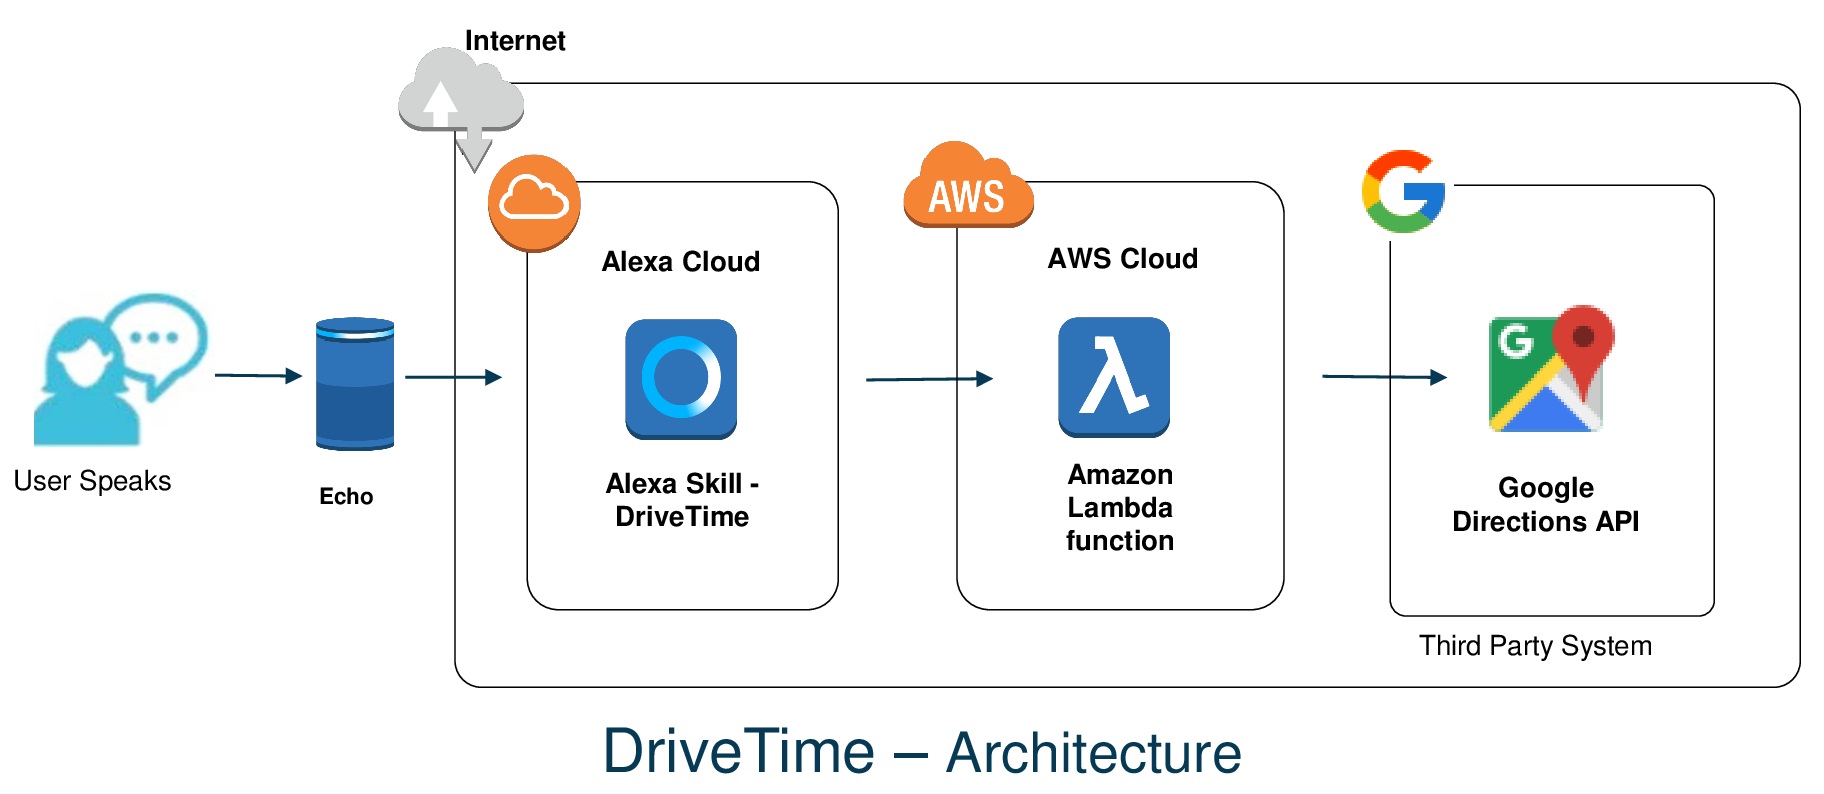 Internet
AWS
Alexa Cloud
AWS Cloud
G
User Speaks
Echo
Alexa Skill -
DriveTime
Amazon
Lambda
function
Google
Directions API
Third Party System
DriveTime – Architecture